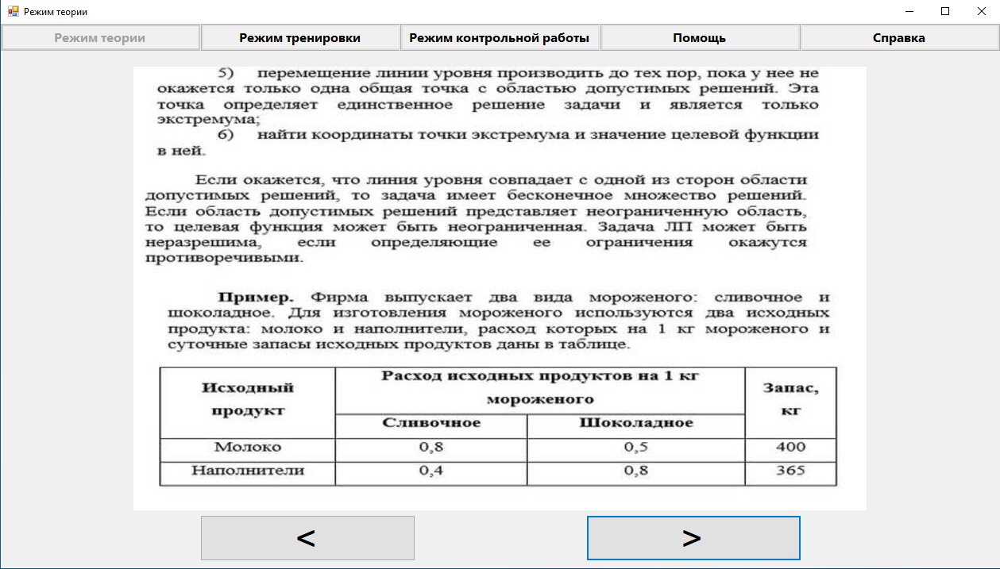 Режим теории
Режим теории Режим тренировки Режим контрольной работы Помощь Справка
5) перемещение линии уровня производить до тех пор, пока у нее не
окажется только одна общая точка с областью допустимых решений. Эта
точка определяет единственное решение задачи и является только
экстремума;
6) найти координаты точки экстремума и значение целевой функции
в ней.
Если окажется, что линия уровня совпадает с одной из сторон области
допустимых решений, то задача имеет бесконечное множество решений.
Если область допустимых решений представляет неограниченную область,
то целевая функция может быть неограниченная. Задача ЛП может быть
неразрешима, если определяющие ее ограничения окажутся
противоречивыми.
Пример. Фирма выпускает два вида мороженого: сливочное и
шоколадное. Для изготовления мороженого используются два исходных
продукта: молоко и наполнители, расход которых на 1 кг мороженого и
суточные запасы исходных продуктов даны в таблице.
Исходный
продукт
Расход исходных продуктов на 1 кг
мороженого
Запас,
кг
Сливочное Шоколадное
Молоко 0,8 0,5 400
Наполнители 0,4 0,8 365
< >